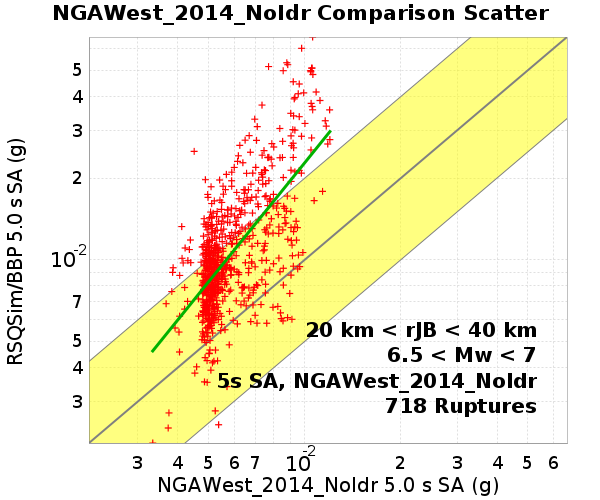 NGAWest_2014_NoIdr Comparison Scatter
RSQSim/BBP 5.0 s SA (g)
5
4
3
2
10-2
7
5
4
3
20 km < rJB < 40 km
6.5 < Mw < 7
5s SA, NGAWest_2014_NoIdr
718 Ruptures
3 4 5 6 7 10-2 2 3 4 5 6
NGAWest_2014_NoIdr 5.0 s SA (g)